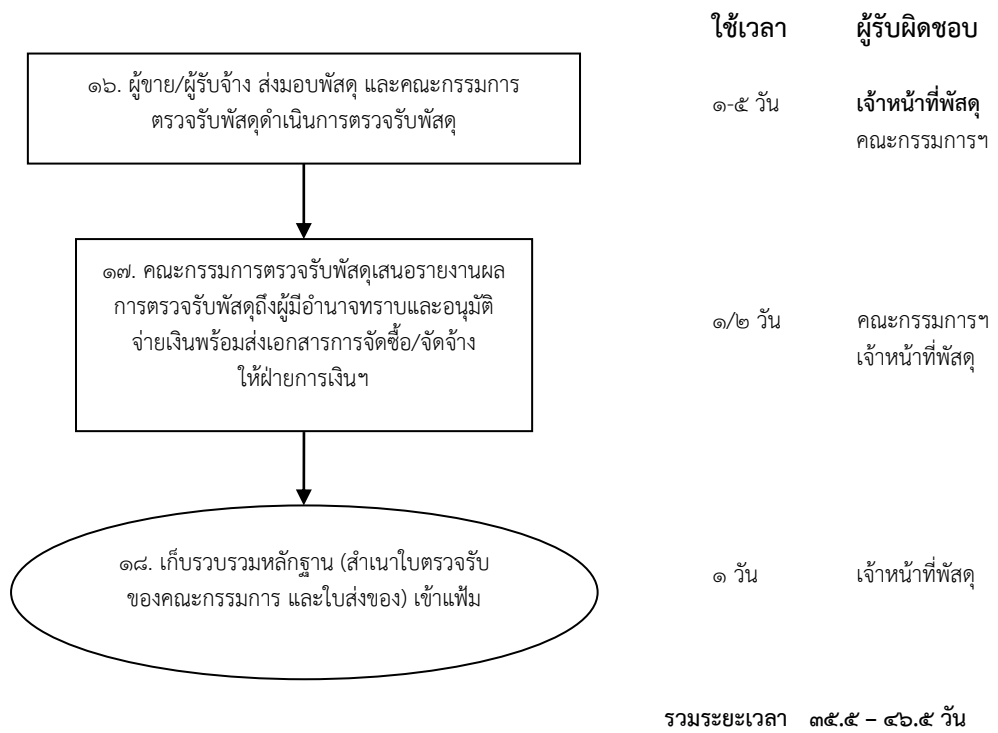 ใช้เวลา ผู้รับผิดชอบ
๑๖. ผู้ขาย/ผู้รับจ้าง ส่งมอบพัสดุ และคณะกรรมการ
ตรวจรับพัสดุดำเนินการตรวจรับพัสดุ
๑-๕ วัน เจ้าหน้าที่พัสดุ
คณะกรรมการฯ
๑๗. คณะกรรมการตรวจรับพัสดุเสนอรายงานผล
การตรวจรับพัสดุถึงผู้มีอำนาจทราบและอนุมัติ
จ่ายเงินพร้อมส่งเอกสารการจัดซื้อ/จัดจ้าง
ให้ฝ่ายการเงินฯ
๑/๒ วัน คณะกรรมการฯ
เจ้าหน้าที่พัสดุ
๑๘. เก็บรวบรวมหลักฐาน (สำเนาใบตรวจรับ
ของคณะกรรมการ และใบส่งของ) เข้าแฟ้ม
๑ วัน เจ้าหน้าที่พัสดุ
รวมระยะเวลา ๓๕.๕ – ๔๖.๕ วัน